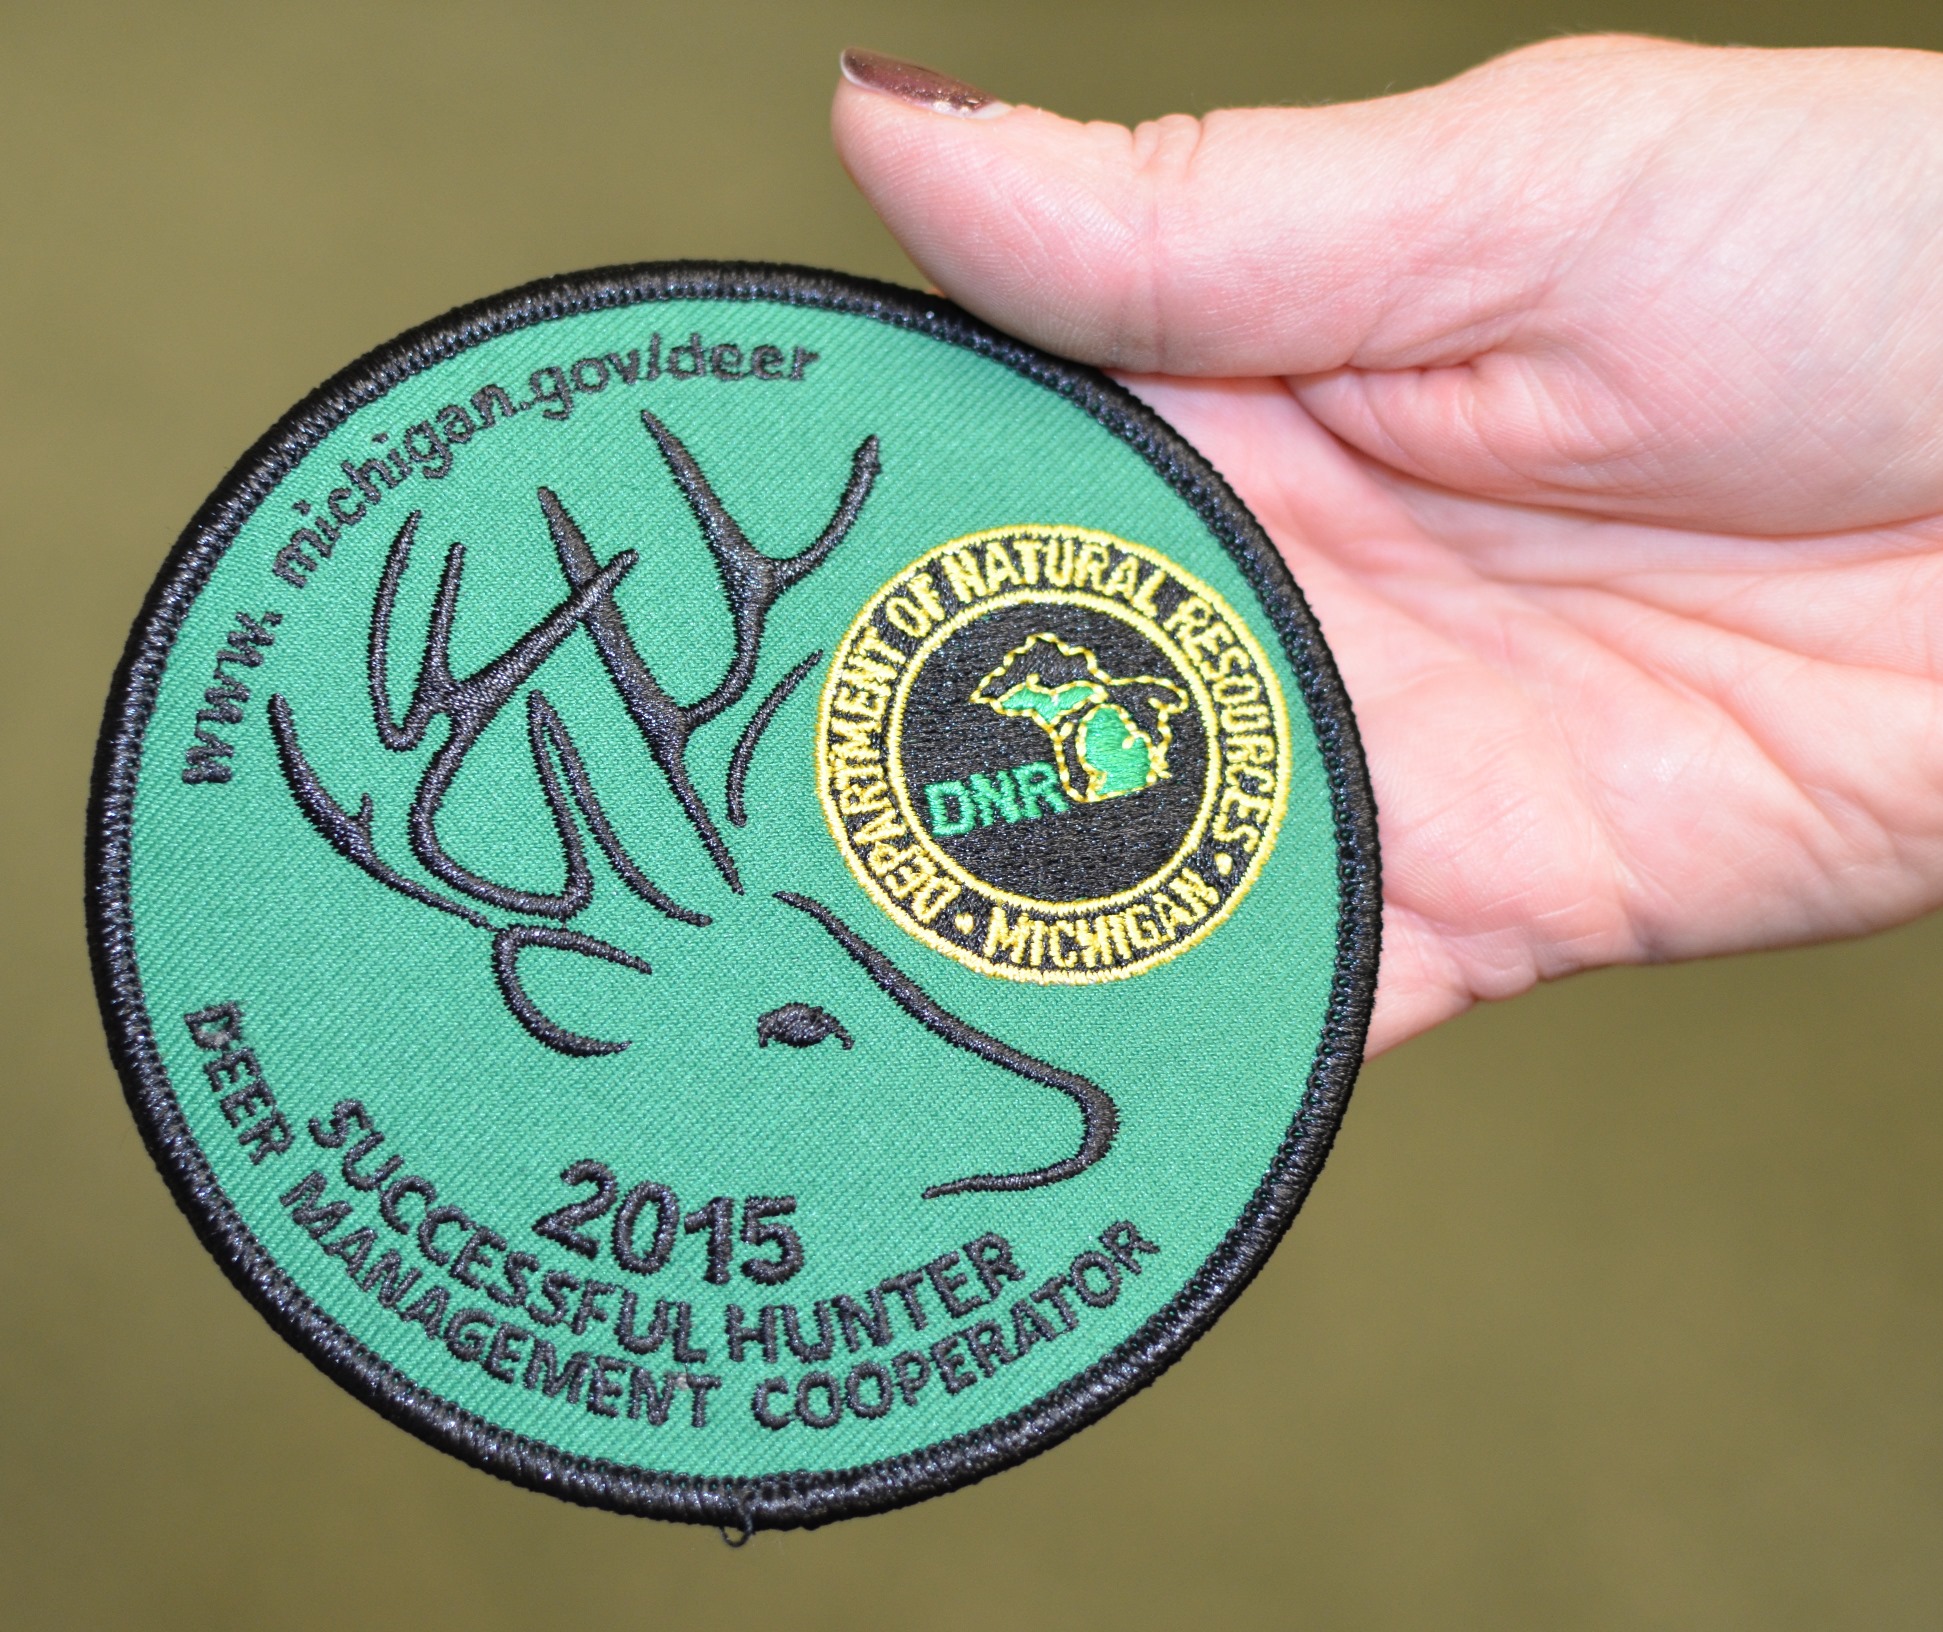 www. michigan.gov/deer
DEPARTMENT OF NATURAL RESOURCES •
DNR
• MICHIGAN
2015
SUCCESSFUL HUNTER
DEER MANAGEMENT COOPERATOR